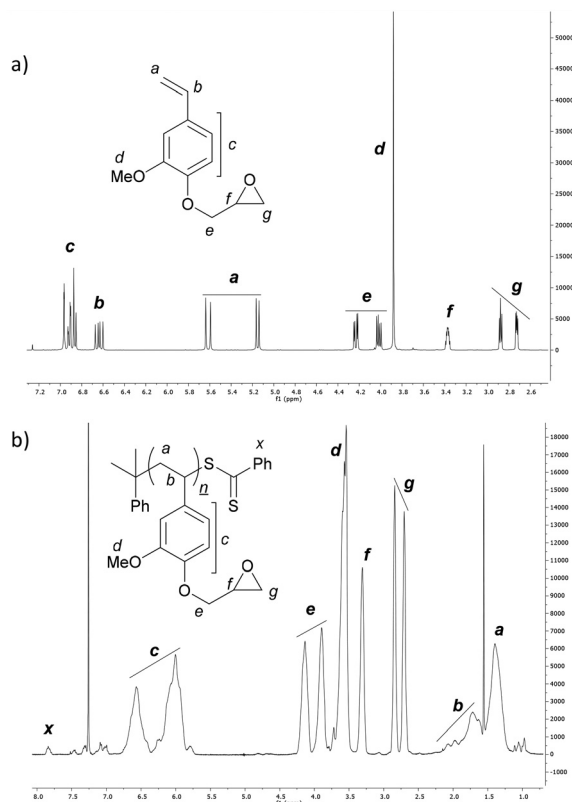 a)
a
b
d
MeO
c
O
f
O
g
e
c
b
a
e
d
f
g
50000
45000
40000
35000
30000
25000
20000
15000
10000
5000
0
7.2 7.0 6.8 6.6 6.4 6.2 6.0 5.8 5.6 5.4 5.2 5.0 4.8 4.6 4.4 4.2 4.0 3.8 3.6 3.4 3.2 3.0 2.8 2.6
f1 (ppm)
b)
a
b
n
Ph
S
S
x
Ph
d
MeO
c
O
f
O
g
e
x
c
e
d
f
g
b
a
18000
17000
16000
15000
14000
13000
12000
11000
10000
9000
8000
7000
6000
5000
4000
3000
2000
1000
0
-1000
8.0 7.5 7.0 6.5 6.0 5.5 5.0 4.5 4.0 3.5 3.0 2.5 2.0 1.5 1.0